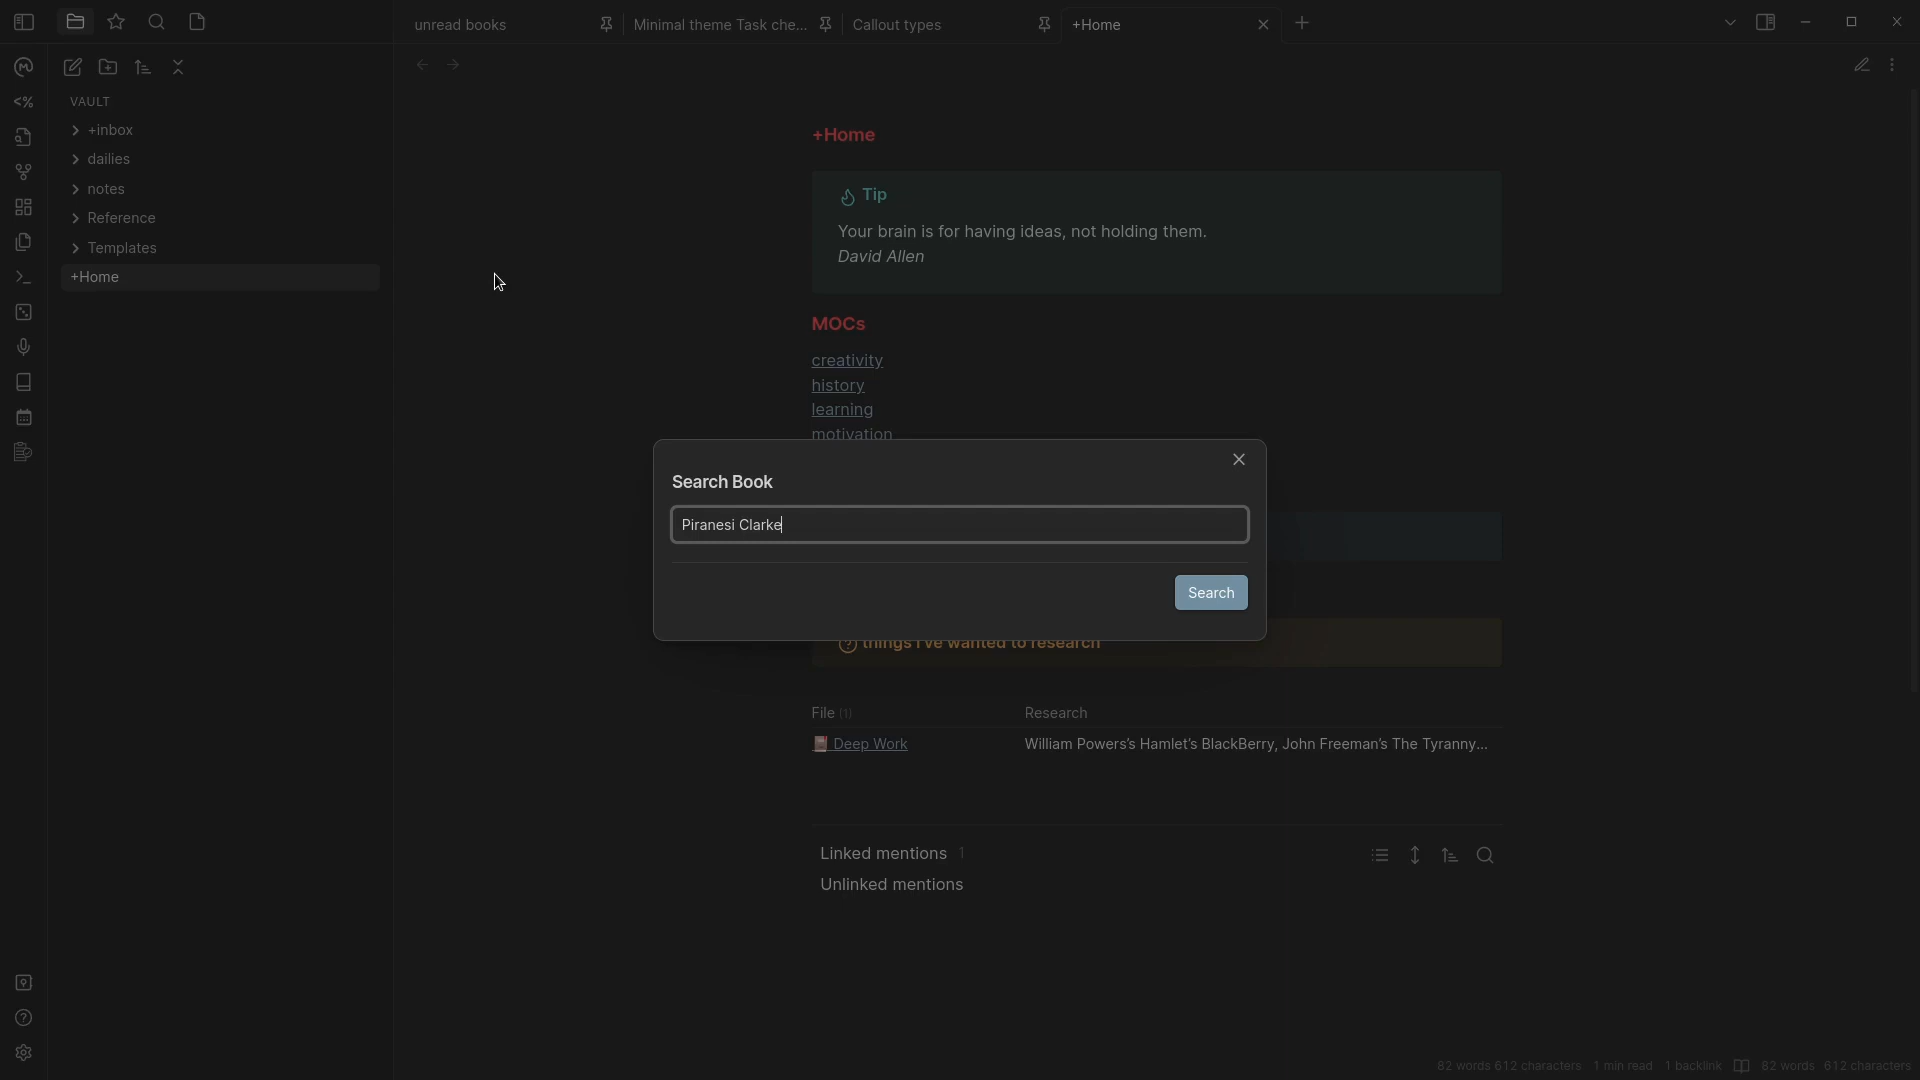 unread books
Minimal theme Task che...
Callout types
+Home
VAULT
+inbox
dailies
notes
Reference
Templates
+Home
+Home
Tip
Your brain is for having ideas, not holding them.
David Allen
MOCs
creativity
history
learning
motivation
Search Book
Piranesi Clarke
Search
things I've wanted to research
File (1)
Research
Deep Work
William Powers's Hamlet's BlackBerry, John Freeman's The Tyranny...
Linked mentions 1
Unlinked mentions
82 words 612 characters 1 min read 1 backlink 82 words 612 characters